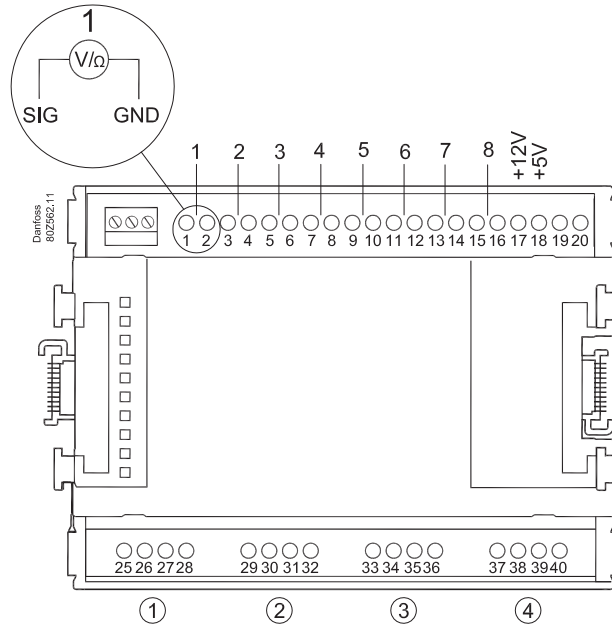 1
V/Ω
SIG GND
1 2 3 4 5 6 7 8 +12V +5V
Danfoss
80Z562.11
1 2 3 4 5 6 7 8 9 10 11 12 13 14 15 16 17 18 19 20
25 26 27 28 29 30 31 32 33 34 35 36 37 38 39 40
1 2 3 4